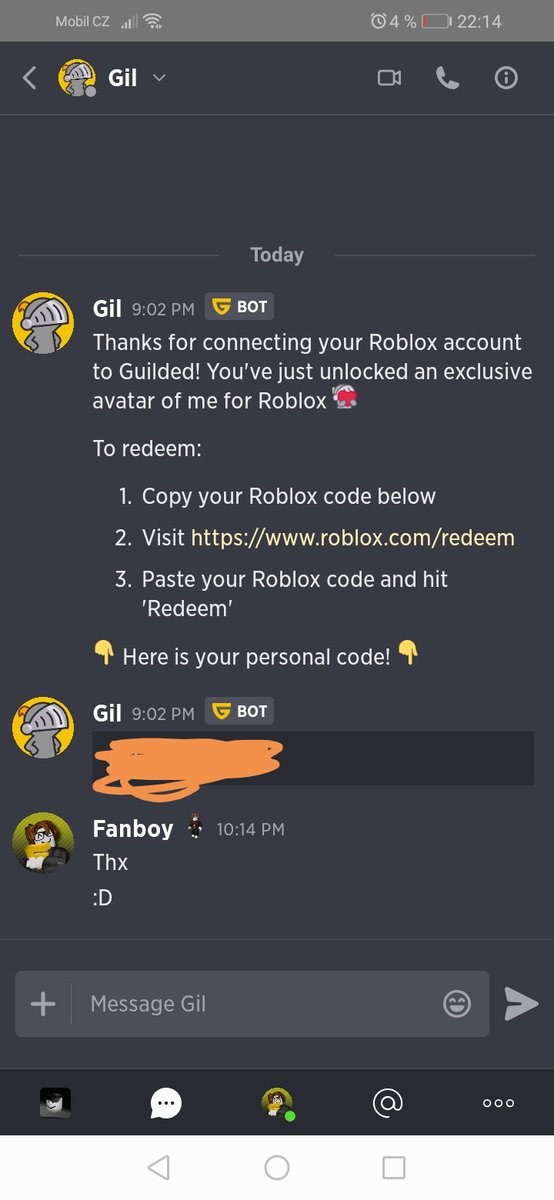 Mobil CZ 4 % 22:14
Gil
Today
Gil 9:02 PM BOT
Thanks for connecting your Roblox account
to Guilded! You've just unlocked an exclusive
avatar of me for Roblox
To redeem:
1. Copy your Roblox code below
2. Visit https://www.roblox.com/redeem
3. Paste your Roblox code and hit
'Redeem'
👇 Here is your personal code! 👇
Gil 9:02 PM BOT
Fanboy 10:14 PM
Thx
:D
Message Gil